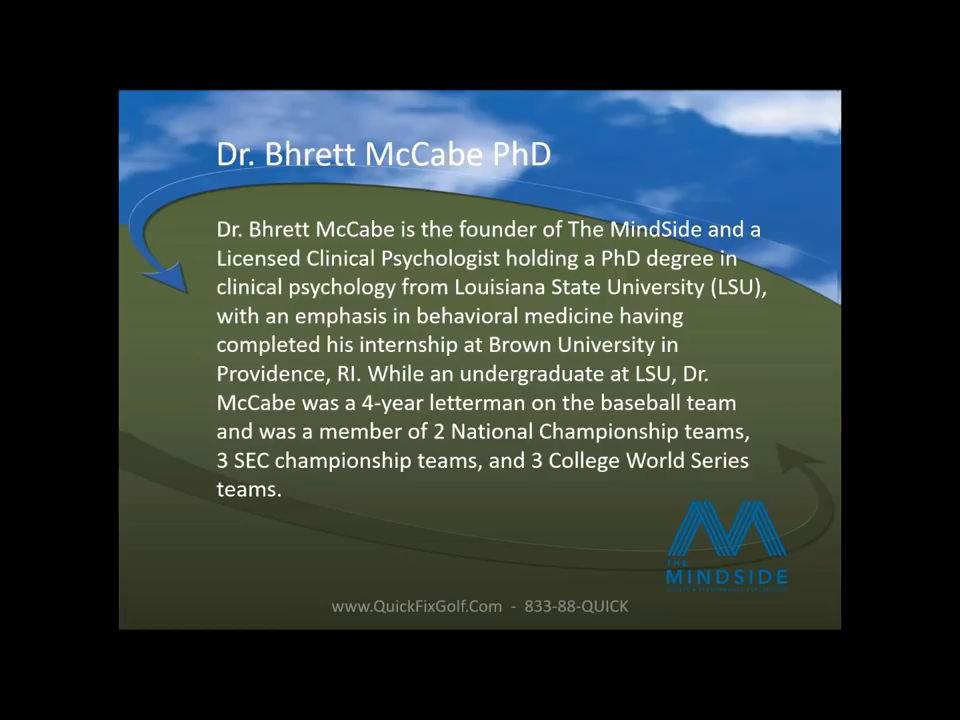 Dr. Bhrett McCabe PhD
Dr. Bhrett McCabe is the founder of The MindSide and a
Licensed Clinical Psychologist holding a PhD degree in
clinical psychology from Louisiana State University (LSU),
with an emphasis in behavioral medicine having
completed his internship at Brown University in
Providence, RI. While an undergraduate at LSU, Dr.
McCabe was a 4-year letterman on the baseball team
and was a member of 2 National Championship teams,
3 SEC championship teams, and 3 College World Series
teams.
THE
MINDSIDE
www.QuickFixGolf.Com - 833-88-QUICK